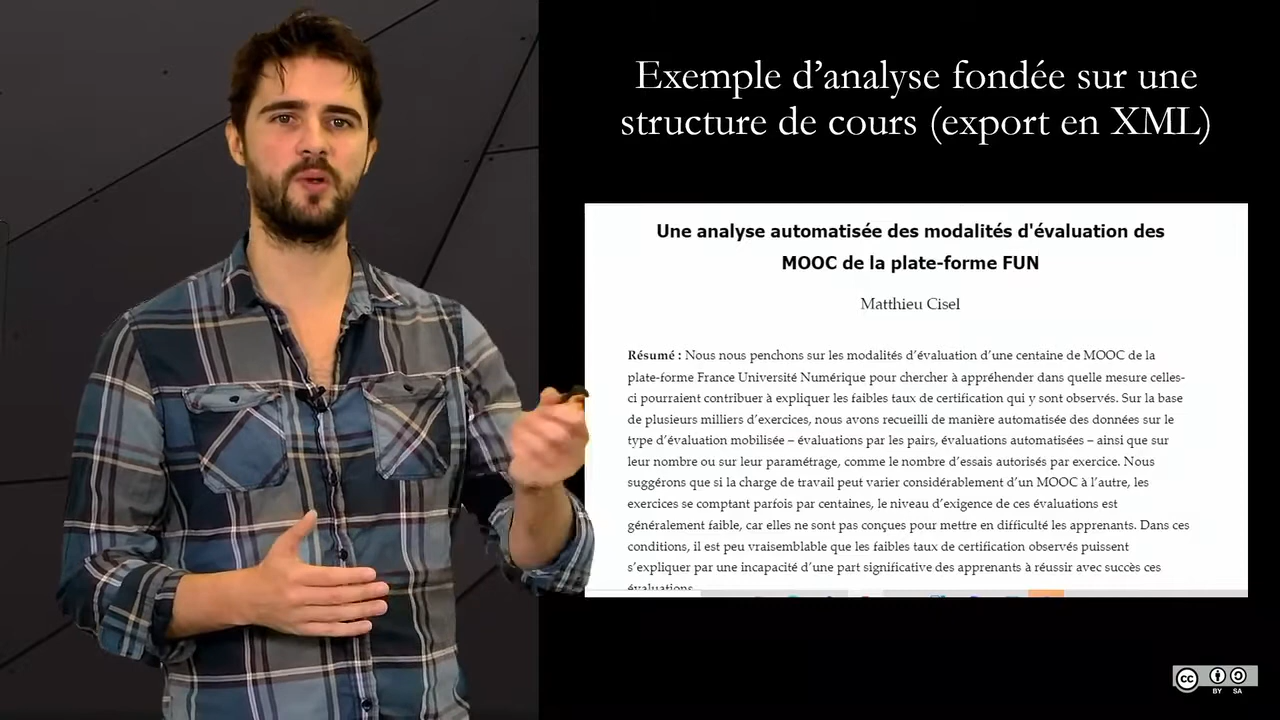 Exemple d’analyse fondée sur une
structure de cours (export en XML)
Une analyse automatisée des modalités d'évaluation des
MOOC de la plate-forme FUN
Matthieu Cisel
Résumé : Nous nous penchons sur les modalités d’évaluation d’une centaine de MOOC de la
plate-forme France Université Numérique pour chercher à appréhender dans quelle mesure celles-
ci pourraient contribuer à expliquer les faibles taux de certification qui y sont observés. Sur la base
de plusieurs milliers d’exercices, nous avons recueilli de manière automatisée des données sur le
type d’évaluation mobilisée – évaluations par les pairs, évaluations automatisées – ainsi que sur
leur nombre ou sur leur paramétrage, comme le nombre d’essais autorisés par exercice. Nous
suggérons que si la charge de travail peut varier considérablement d’un MOOC à l’autre, les
exercices se comptant parfois par centaines, le niveau d’exigence de ces évaluations est
généralement faible, car elles ne sont pas conçues pour mettre en difficulté les apprenants. Dans ces
conditions, il est peu vraisemblable que les faibles taux de certification observés puissent
s’expliquer par une incapacité d’une part significative des apprenants à réussir avec succès ces
évaluations
cc
BY SA